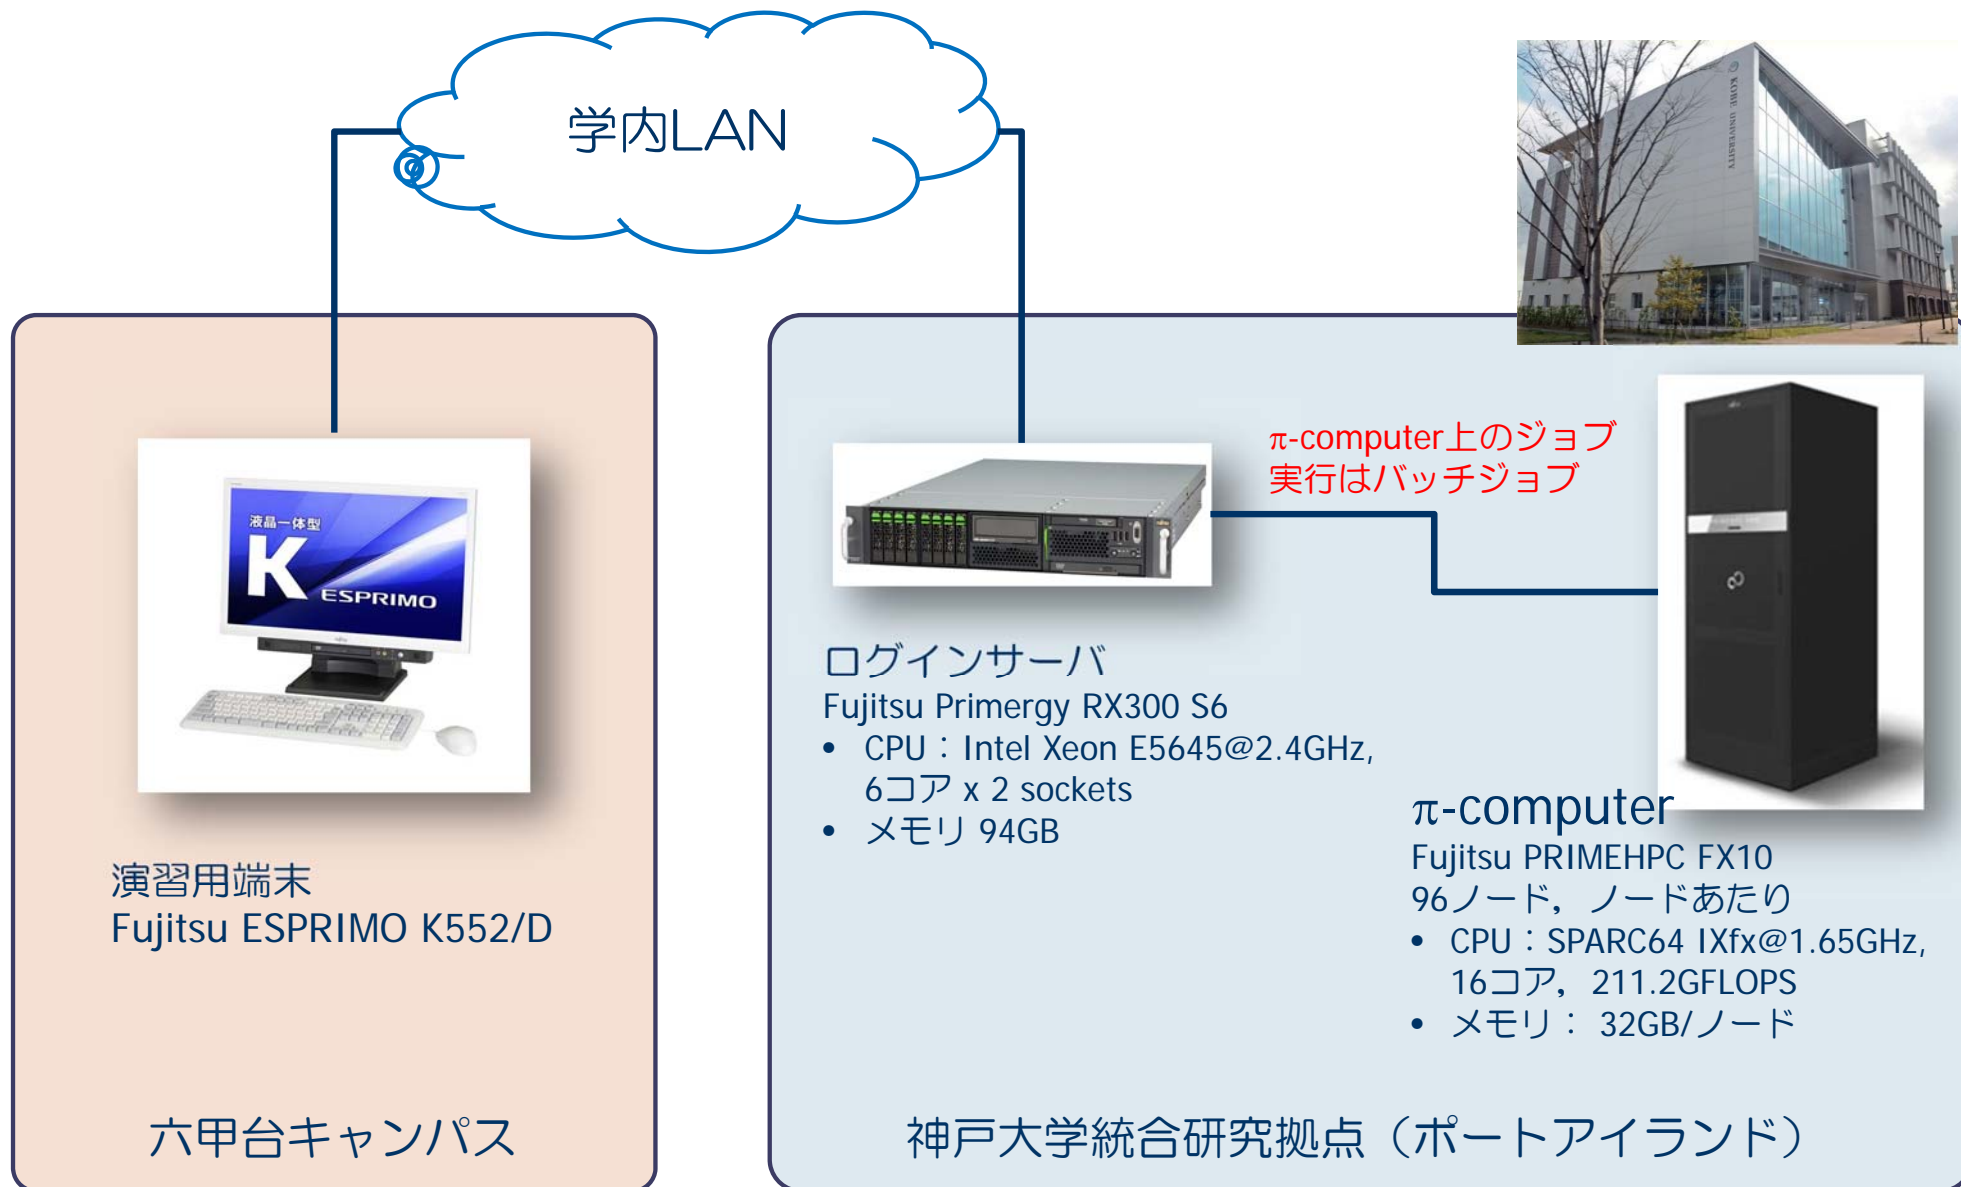 学内LAN
KOBE UNIVERSITY
液晶一体型
K
ESPRIMO
演習用端末
Fujitsu ESPRIMO K552/D
六甲台キャンパス
π-computer上のジョブ
実行はバッチジョブ
ログインサーバ
Fujitsu Primergy RX300 S6
• CPU：Intel Xeon E5645@2.4GHz,
6コア x 2 sockets
• メモリ 94GB
π-computer
Fujitsu PRIMEHPC FX10
96ノード，ノードあたり
• CPU：SPARC64 IXfx@1.65GHz,
16コア，211.2GFLOPS
• メモリ： 32GB/ノード
神戸大学統合研究拠点（ポートアイランド）